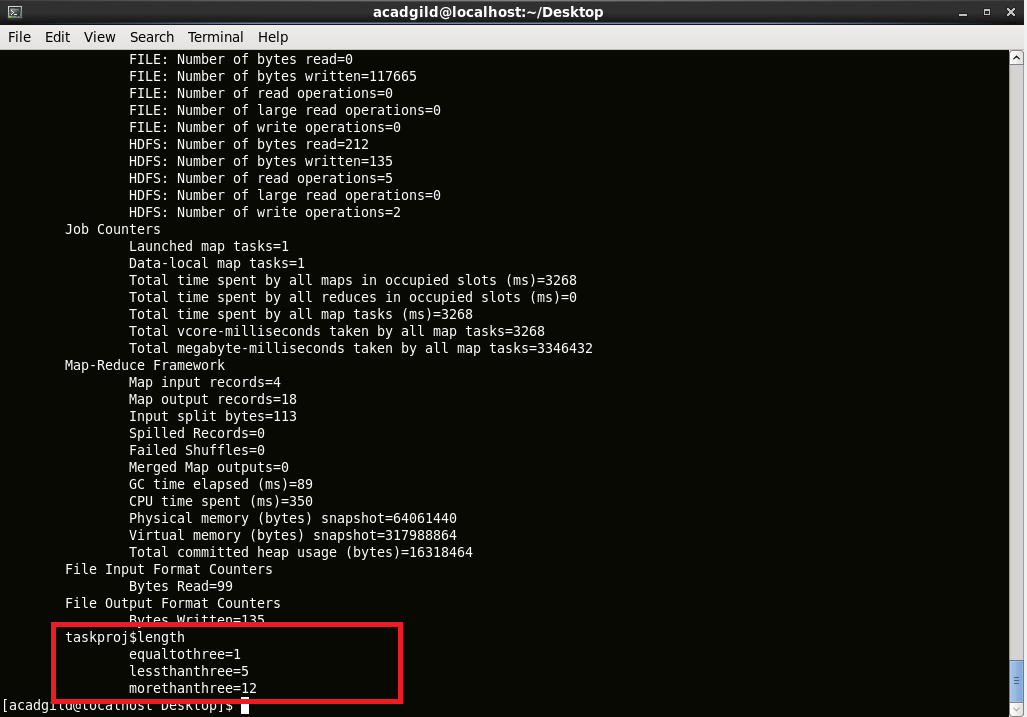 acadgild@localhost:~/Desktop
File Edit View Search Terminal Help
FILE: Number of bytes read=0
FILE: Number of bytes written=117665
FILE: Number of read operations=0
FILE: Number of large read operations=0
FILE: Number of write operations=0
HDFS: Number of bytes read=212
HDFS: Number of bytes written=135
HDFS: Number of read operations=5
HDFS: Number of large read operations=0
HDFS: Number of write operations=2
Job Counters
Launched map tasks=1
Data-local map tasks=1
Total time spent by all maps in occupied slots (ms)=3268
Total time spent by all reduces in occupied slots (ms)=0
Total time spent by all map tasks (ms)=3268
Total vcore-milliseconds taken by all map tasks=3268
Total megabyte-milliseconds taken by all map tasks=3346432
Map-Reduce Framework
Map input records=4
Map output records=18
Input split bytes=113
Spilled Records=0
Failed Shuffles=0
Merged Map outputs=0
GC time elapsed (ms)=89
CPU time spent (ms)=350
Physical memory (bytes) snapshot=64061440
Virtual memory (bytes) snapshot=317988864
Total committed heap usage (bytes)=16318464
File Input Format Counters
Bytes Read=99
File Output Format Counters
Bytes Written=135
taskproj$length
equaltothree=1
lessthanthree=5
morethanthree=12
[acadgild@localhost Desktop]$